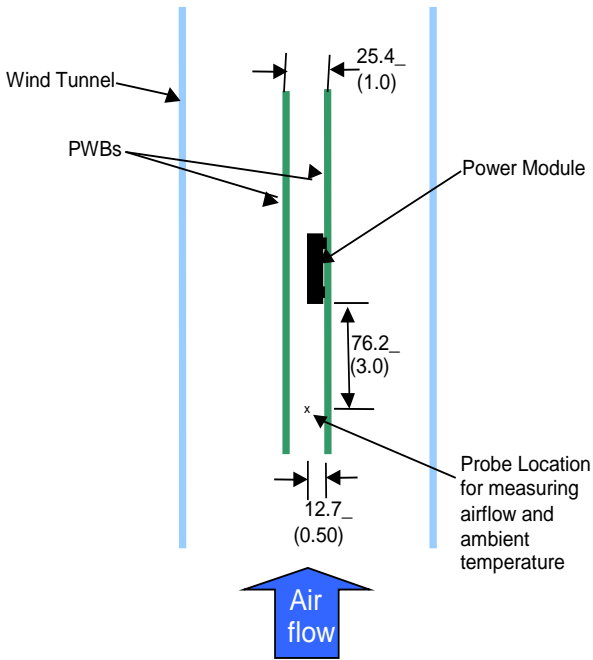 25.4_
(1.0)
Wind Tunnel
PWBs
Power Module
76.2_
(3.0)
x
Probe Location
for measuring
airflow and
ambient
temperature
12.7_
(0.50)
Air
flow